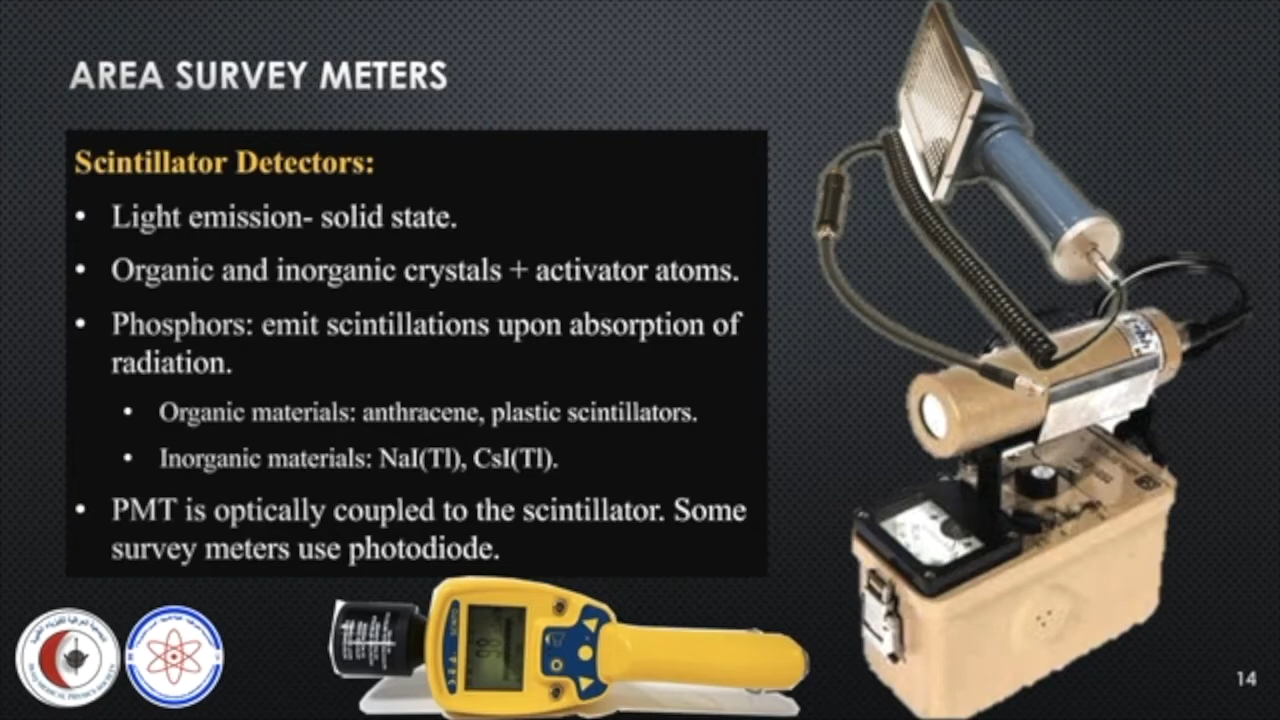 AREA SURVEY METERS
Scintillator Detectors:
• Light emission- solid state.
• Organic and inorganic crystals + activator atoms.
• Phosphors: emit scintillations upon absorption of
radiation.
• Organic materials: anthracene, plastic scintillators.
• Inorganic materials: NaI(Tl), CsI(Tl).
• PMT is optically coupled to the scintillator. Some
survey meters use photodiode.
14